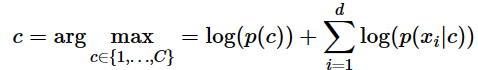 c = arg max_{c∈{1,…,C}} = log(p(c)) + ∑_{i=1}^{d} log(p(x_i|c))